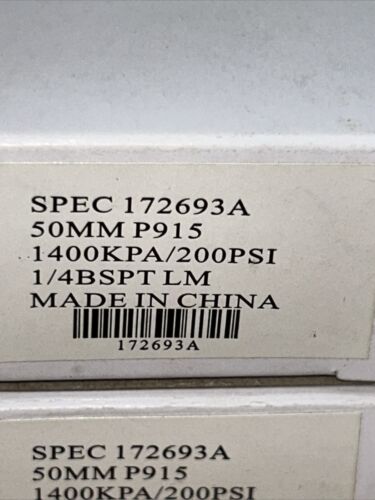 SPEC 172693A
50MM P915
1400KPA/200PSI
1/4BSPT LM
MADE IN CHINA
172693A
SPEC 172693A
50MM P915
1400KPA/200PSI